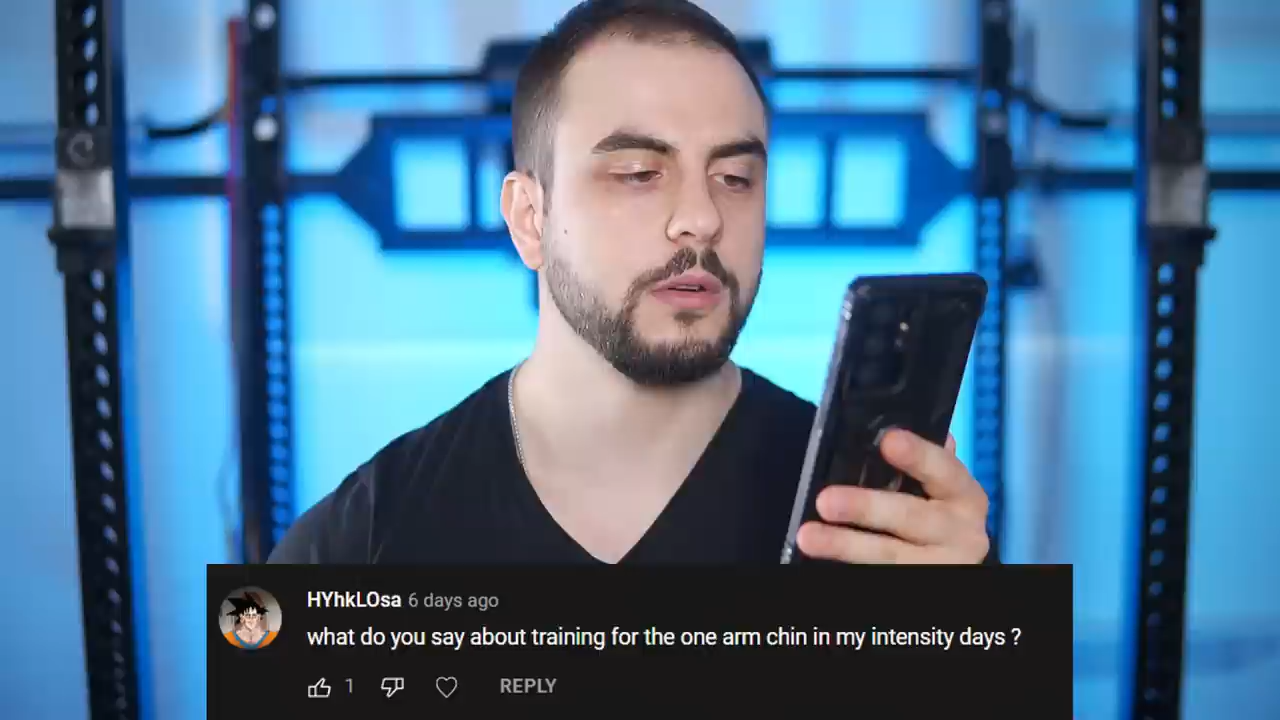 HYhkLOsa 6 days ago
what do you say about training for the one arm chin in my intensity days ?
1 REPLY